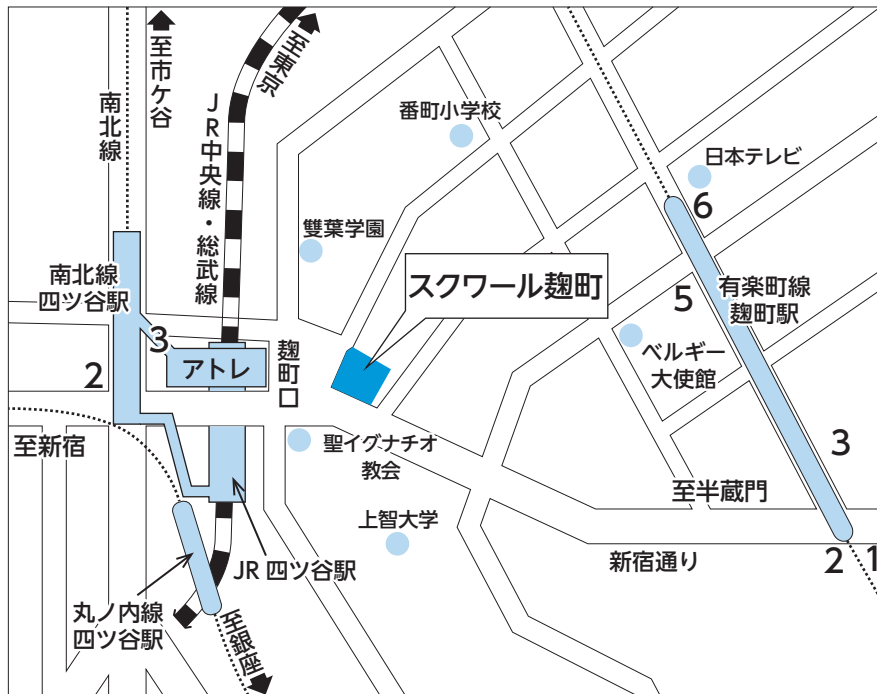 至市ケ谷
至東京
南北線
JR中央線・総武線
番町小学校
日本テレビ
6
雙葉学園
スクワール麹町
南北線
四ツ谷駅
5
有楽町線
麹町駅
3
アトレ
麹町口
2
ベルギー
大使館
至新宿
聖イグナチオ
教会
3
至半蔵門
上智大学
新宿通り
2
1
JR 四ツ谷駅
丸ノ内線
四ツ谷駅
至銀座